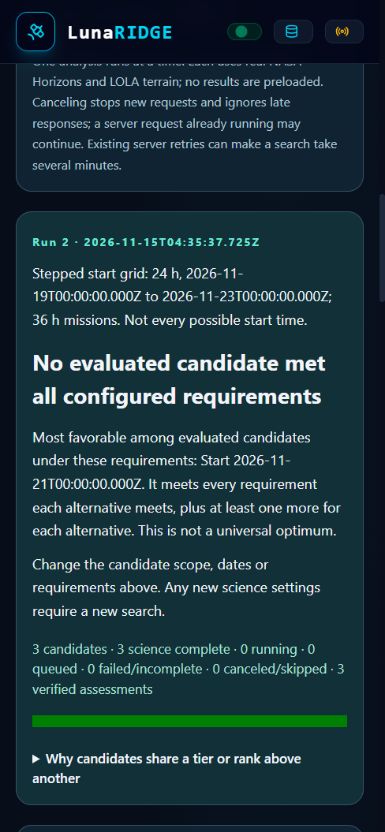 LunaRIDGE
One analysis runs at a time. Each uses real NASA
Horizons and LOLA terrain; no results are preloaded.
Canceling stops new requests and ignores late
responses; a server request already running may
continue. Existing server retries can make a search take
several minutes.
Run 2 · 2026-11-15T04:35:37.725Z
Stepped start grid: 24 h, 2026-11-
19T00:00:00.000Z to 2026-11-23T00:00:00.000Z;
36 h missions. Not every possible start time.
No evaluated candidate met
all configured requirements
Most favorable among evaluated candidates
under these requirements: Start 2026-11-
21T00:00:00.000Z. It meets every requirement
each alternative meets, plus at least one more for
each alternative. This is not a universal optimum.
Change the candidate scope, dates or
requirements above. Any new science settings
require a new search.
3 candidates · 3 science complete · 0 running · 0
queued · 0 failed/incomplete · 0 canceled/skipped · 3
verified assessments
Why candidates share a tier or rank above
another